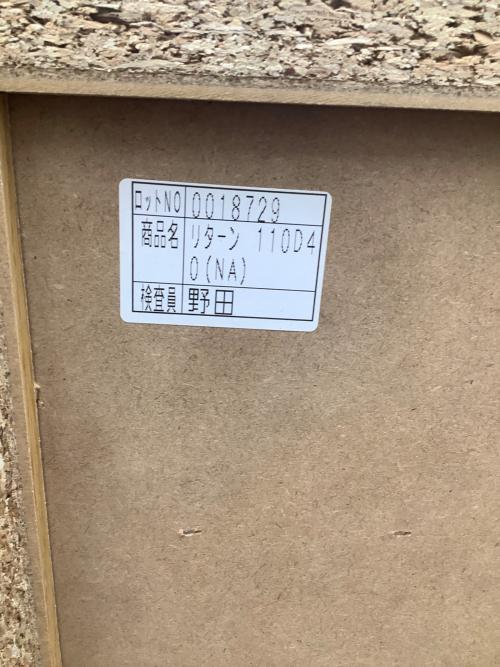 ロットNO 0018729
商品名 リターン 110D4
0(NA)
検査員 野田